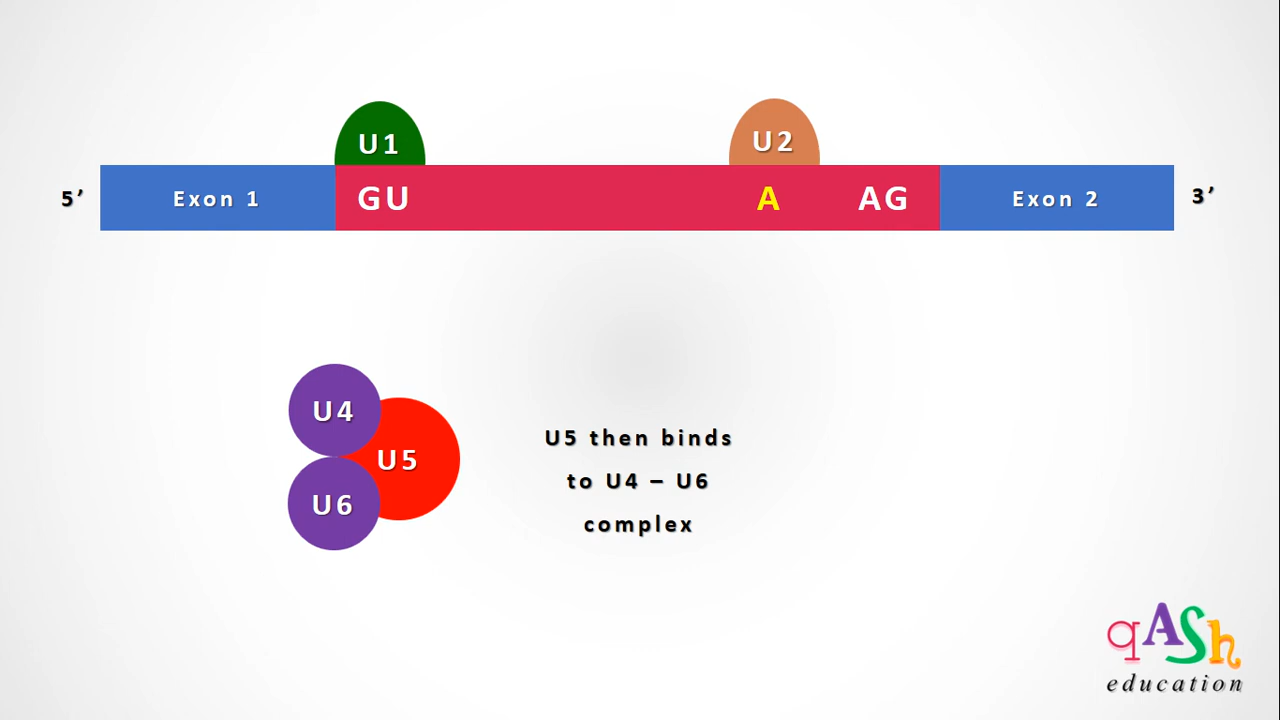 U1
U2
5’ Exon 1 GU A AG Exon 2 3’
U4
U5
U6
U5 then binds
to U4 – U6
complex
qASh
education